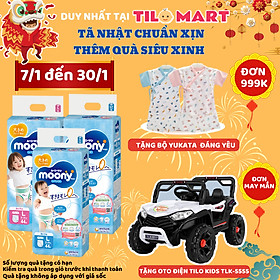 DUY NHẤT TẠI TILO MART
TÃ NHẬT CHUẨN XỊN
THÊM QUÀ SIÊU XINH
7/1 đến 30/1
ĐƠN
999K
moony
moony
moony
TẶNG BỘ YUKATA ĐÁNG YÊU
ĐƠN
MAY MẮN
Số lượng quà tặng có hạn
Kiểm tra quà trong giỏ trước khi thanh toán
Quà tặng không áp dụng với giá sốc
TẶNG OTO ĐIỆN TILO KIDS TLK-5555